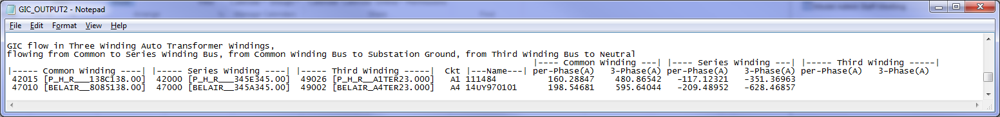 GIC_OUTPUT2 - Notepad
File Edit Format View Help
GIC flow in Three Winding Auto Transformer Windings,
flowing from Common to Series Winding Bus, from Common Winding Bus to Substation Ground, from Third Winding Bus to Neutral
|---- Common Winding ---| |---- Series Winding ---| |----- Third Winding -----|
|----- Common Winding ----| |----- Series Winding ----| |----- Third Winding -----| Ckt |---Name---| per-Phase(A) 3-Phase(A) per-Phase(A) 3-Phase(A) per-Phase(A) 3-Phase(A)
42015 [P_H_R___138C138.00] 42000 [P_H_R___345E345.00] 49026 [P_H_R__A1TER23.000] A1 111484 160.28847 480.86542 -117.12321 -351.36963
47010 [BELAIR__8085138.00] 47000 [BELAIR__345A345.00] 49002 [BELAIR_A4TER23.000] A4 14UY970101 198.54681 595.64044 -209.48952 -628.46857